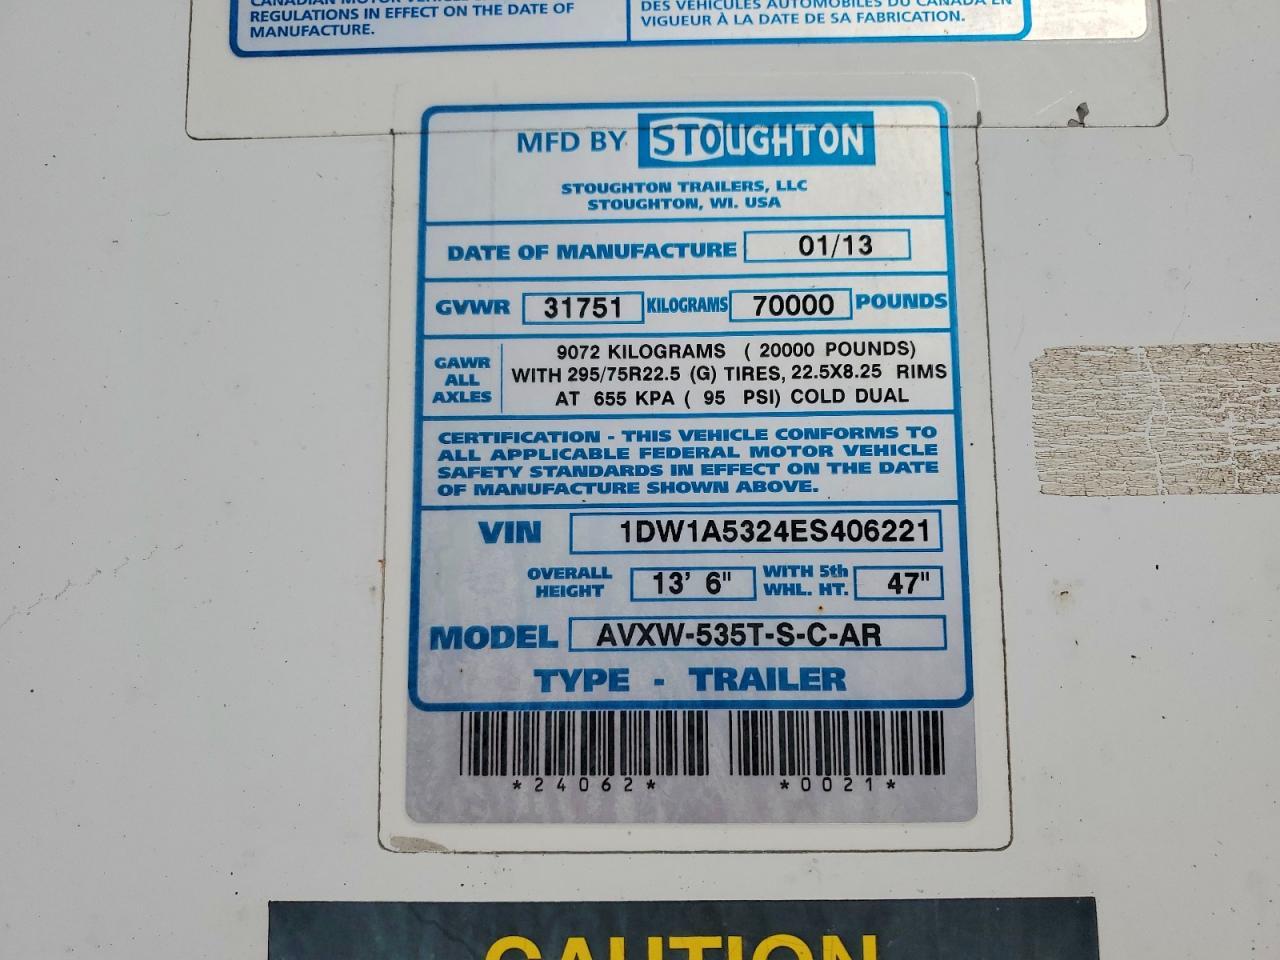 REGULATIONS IN EFFECT ON THE DATE OF
MANUFACTURE.
DES VÉHICULES AUTOMOBILES DU CANADA EN
VIGUEUR À LA DATE DE SA FABRICATION.
MFD BY STOUGHTON
STOUGHTON TRAILERS, LLC
STOUGHTON, WI. USA
DATE OF MANUFACTURE 01/13
GVWR 31751 KILOGRAMS 70000 POUNDS
GAWR ALL AXLES
9072 KILOGRAMS ( 20000 POUNDS)
WITH 295/75R22.5 (G) TIRES, 22.5X8.25 RIMS
AT 655 KPA ( 95 PSI) COLD DUAL
CERTIFICATION - THIS VEHICLE CONFORMS TO
ALL APPLICABLE FEDERAL MOTOR VEHICLE
SAFETY STANDARDS IN EFFECT ON THE DATE
OF MANUFACTURE SHOWN ABOVE.
VIN 1DW1A5324ES406221
OVERALL HEIGHT 13' 6" WITH 5th WHL. HT. 47"
MODEL AVXW-535T-S-C-AR
TYPE - TRAILER
*24062* *0021*
CAUTION